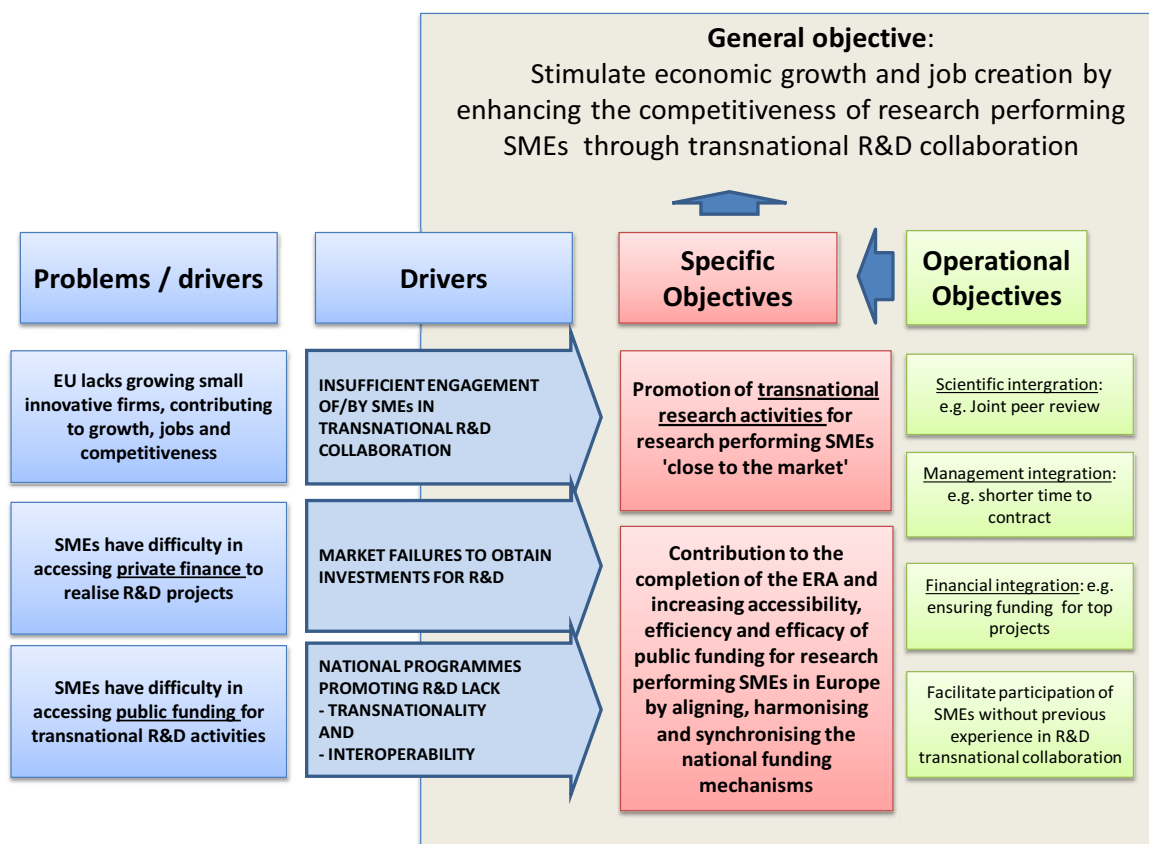 General objective:
Stimulate economic growth and job creation by
enhancing the competitiveness of research performing
SMEs through transnational R&D collaboration
Problems / drivers
Drivers
Specific
Objectives
Operational
Objectives
EU lacks growing small
innovative firms, contributing
to growth, jobs and
competitiveness
INSUFFICIENT ENGAGEMENT
OF/BY SMEs IN
TRANSNATIONAL R&D
COLLABORATION
Promotion of transnational
research activities for
research performing SMEs
'close to the market'
Scientific intergration:
e.g. Joint peer review
Management integration:
e.g. shorter time to
contract
SMEs have difficulty in
accessing private finance to
realise R&D projects
MARKET FAILURES TO OBTAIN
INVESTMENTS FOR R&D
Contribution to the
completion of the ERA and
increasing accessibility,
efficiency and efficacy of
public funding for research
performing SMEs in Europe
by aligning, harmonising
and synchronising the
national funding
mechanisms
Financial integration: e.g.
ensuring funding for top
projects
SMEs have difficulty in
accessing public funding for
transnational R&D activities
NATIONAL PROGRAMMES
PROMOTING R&D LACK
- TRANSNATIONALITY
AND
- INTEROPERABILITY
Facilitate participation of
SMEs without previous
experience in R&D
transnational collaboration